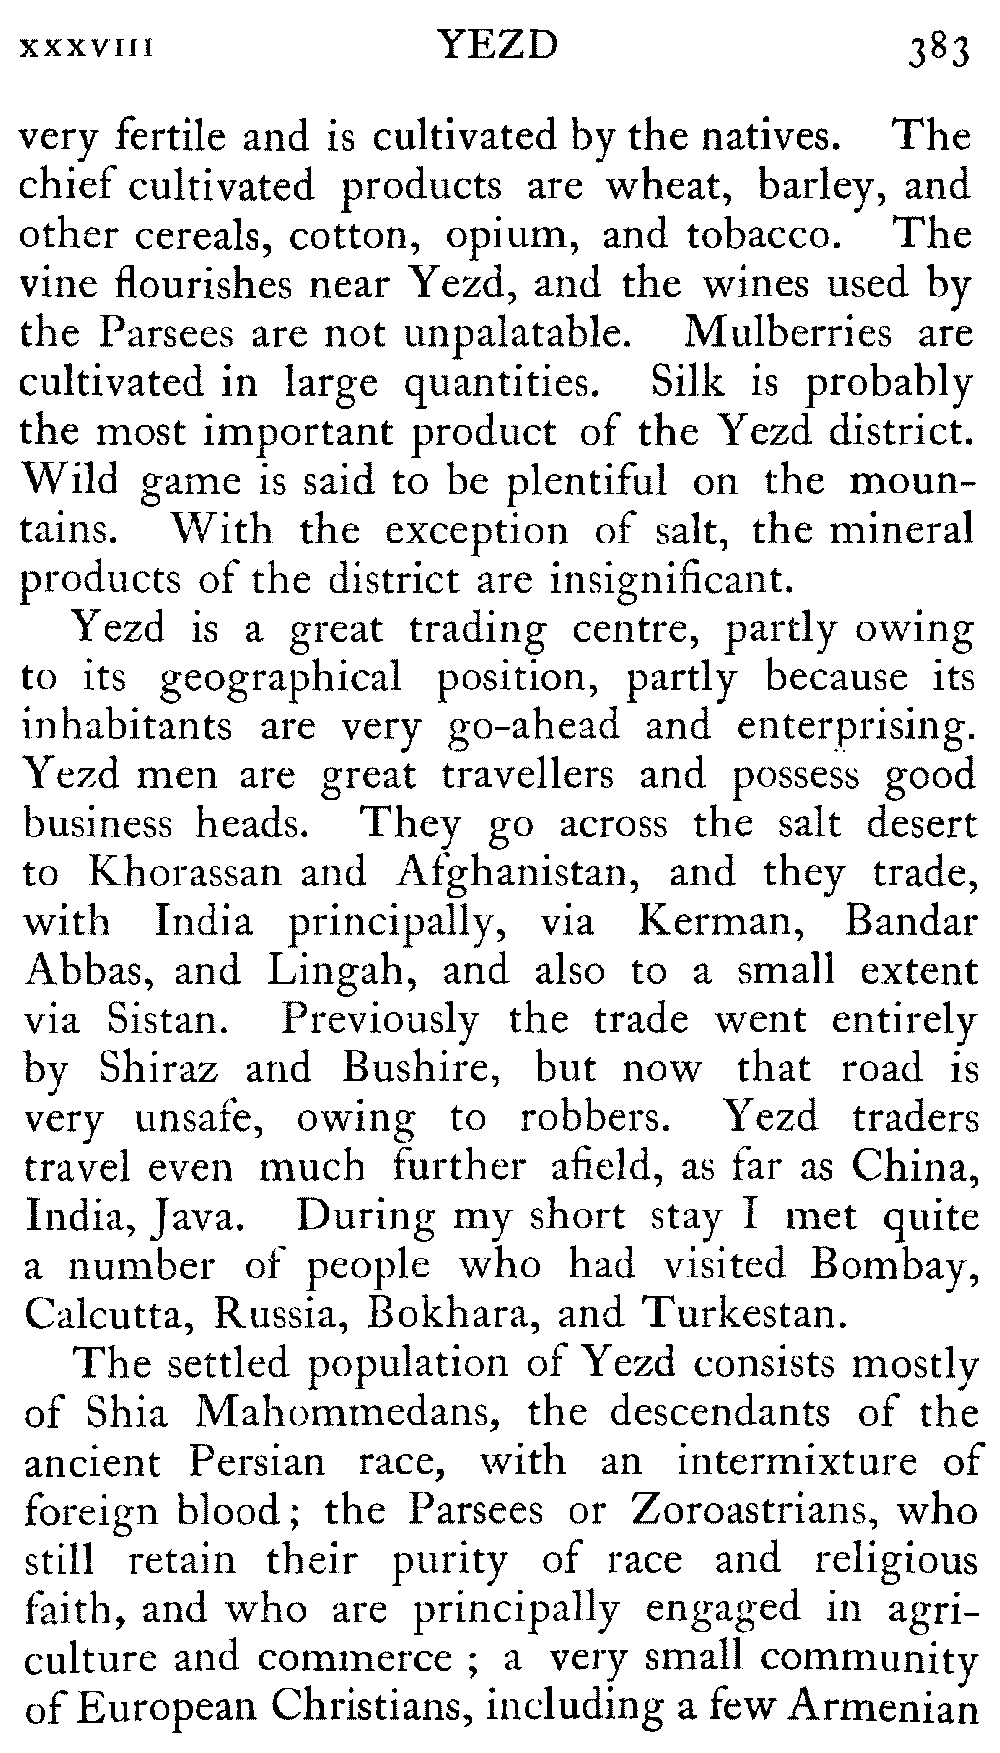 xxxviii YEZD 383
very fertile and is cultivated by the natives. The
chief cultivated products are wheat, barley, and
other cereals, cotton, opium, and tobacco. The
vine flourishes near Yezd, and the wines used by
the Parsees are not unpalatable. Mulberries are
cultivated in large quantities. Silk is probably
the most important product of the Yezd district.
Wild game is said to be plentiful on the moun-
tains. With the exception of salt, the mineral
products of the district are insignificant.
Yezd is a great trading centre, partly owing
to its geographical position, partly because its
inhabitants are very go-ahead and enterprising.
Yezd men are great travellers and possess good
business heads. They go across the salt desert
to Khorassan and Afghanistan, and they trade,
with India principally, via Kerman, Bandar
Abbas, and Lingah, and also to a small extent
via Sistan. Previously the trade went entirely
by Shiraz and Bushire, but now that road is
very unsafe, owing to robbers. Yezd traders
travel even much further afield, as far as China,
India, Java. During my short stay I met quite
a number of people who had visited Bombay,
Calcutta, Russia, Bokhara, and Turkestan.
The settled population of Yezd consists mostly
of Shia Mahommedans, the descendants of the
ancient Persian race, with an intermixture of
foreign blood; the Parsees or Zoroastrians, who
still retain their purity of race and religious
faith, and who are principally engaged in agri-
culture and commerce ; a very small community
of European Christians, including a few Armenian